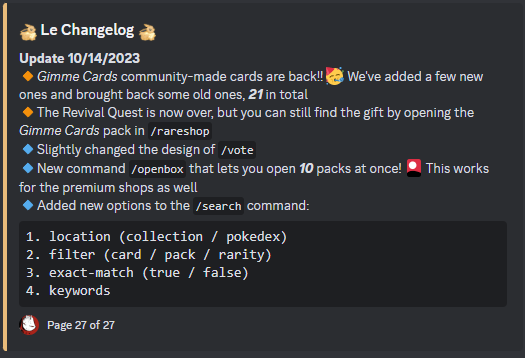 Le Changelog
Update 10/14/2023
Gimme Cards community-made cards are back!! We've added a few new
ones and brought back some old ones, 21 in total
The Revival Quest is now over, but you can still find the gift by opening the
Gimme Cards pack in /rareshop
Slightly changed the design of /vote
New command /openbox that lets you open 10 packs at once! This works
for the premium shops as well
Added new options to the /search command:
1. location (collection / pokedex)
2. filter (card / pack / rarity)
3. exact-match (true / false)
4. keywords
Page 27 of 27